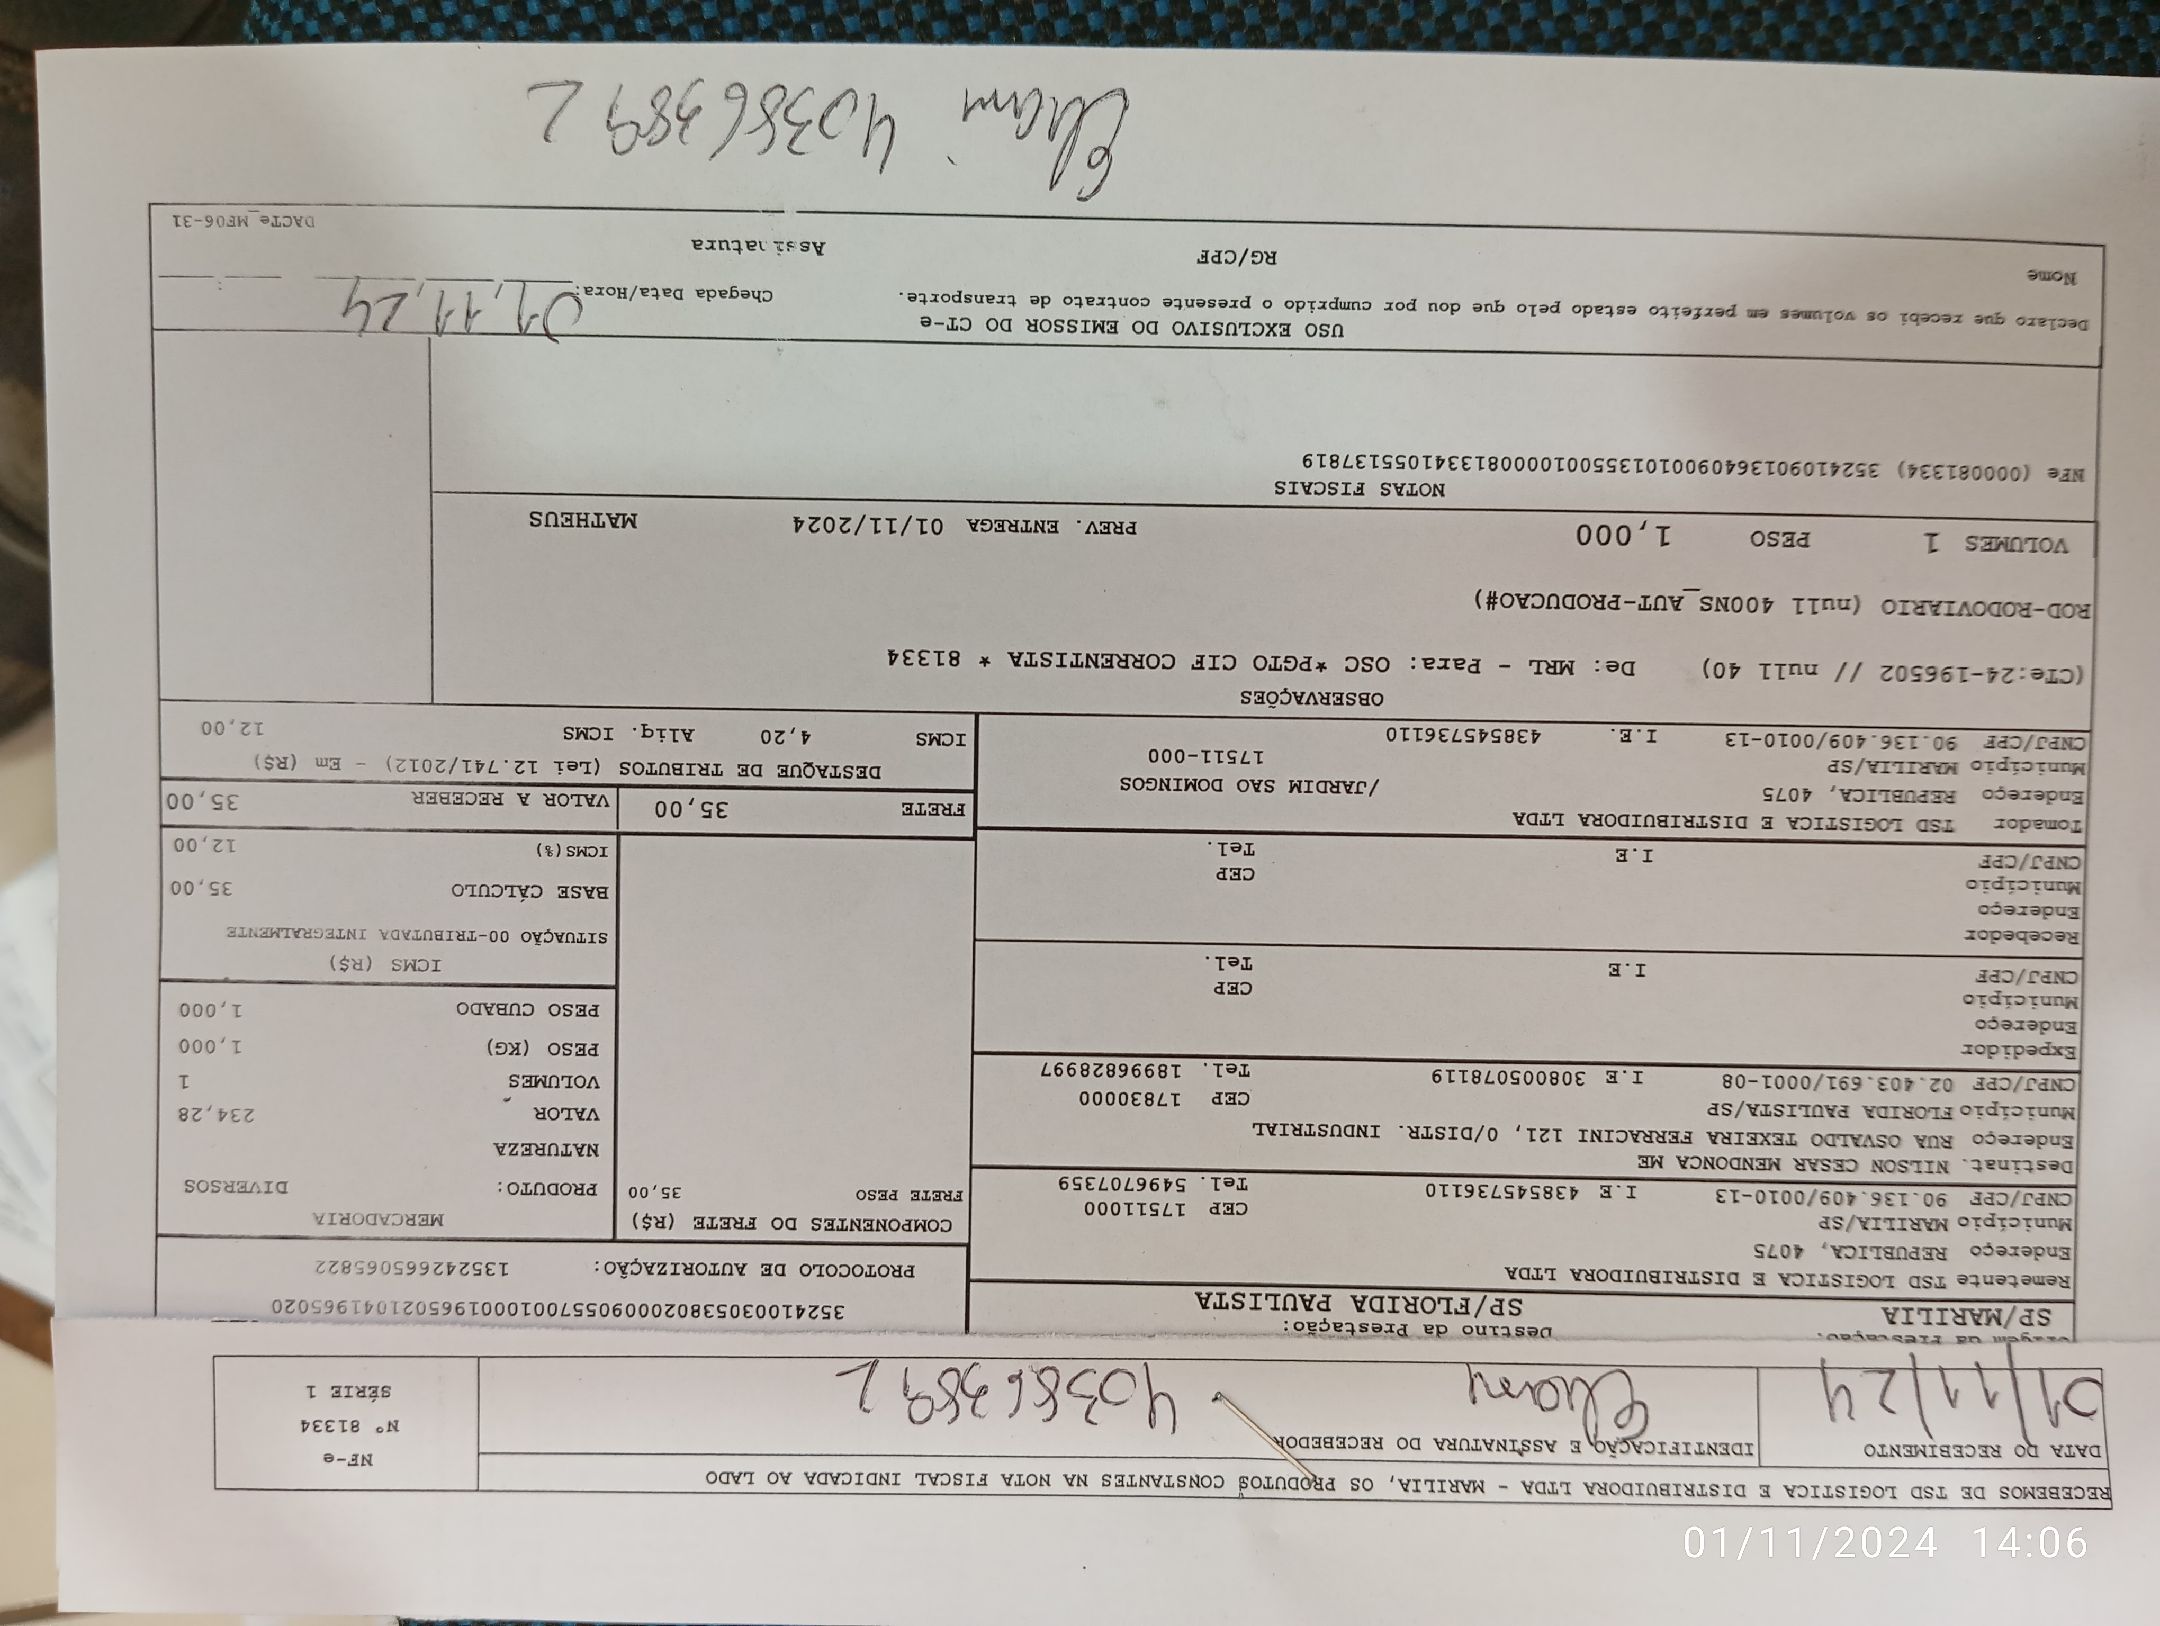 RECEBEMOS DE TSD LOGISTICA E DISTRIBUIDORA LTDA - MARILIA, OS PRODUTOS CONSTANTES NA NOTA FISCAL INDICADA AO LADO
NF-e
Nº 81334
SÉRIE 1
DATA DO RECEBIMENTO
IDENTIFICAÇÃO E ASSINATURA DO RECEBEDOR
01/11/24
403863892
Origem da Prestação:
Destino da Prestação:
SP/MARILIA
SP/FLORIDA PAULISTA
35241003053802000905570010001965021041965020
PROTOCOLO DE AUTORIZAÇÃO: 135242665065822
Remetente TSD LOGISTICA E DISTRIBUIDORA LTDA
Endereço REPUBLICA, 4075
Município MARILIA/SP CEP 17511000
CNPJ/CPF 90.136.409/0010-13 I.E 438545736110 Tel. 5496707359
Destinat. NILSON CESAR MENDONCA ME
Endereço RUA OSVALDO TEXEIRA FERRACINI 121, 0/DISTR. INDUSTRIAL
Município FLORIDA PAULISTA/SP CEP 17830000
CNPJ/CPF 02.403.691/0001-08 I.E 308005078119 Tel. 18996828997
Expedidor
Endereço
Município CEP
CNPJ/CPF I.E Tel.
Recebedor
Endereço
Município CEP
CNPJ/CPF I.E Tel.
Tomador TSD LOGISTICA E DISTRIBUIDORA LTDA
Endereço REPUBLICA, 4075 /JARDIM SAO DOMINGOS
Município MARILIA/SP 17511-000
CNPJ/CPF 90.136.409/0010-13 I.E. 438545736110
COMPONENTES DO FRETE (R$)
FRETE PESO 35,00
MERCADORIA
PRODUTO: DIVERSOS
NATUREZA
VALOR 234,28
VOLUMES 1
PESO (KG) 1,000
PESO CUBADO 1,000
ICMS (R$)
SITUAÇÃO 00-TRIBUTADA INTEGRALMENTE
BASE CÁLCULO 35,00
ICMS(%) 12,00
FRETE 35,00
VALOR A RECEBER 35,00
DESTAQUE DE TRIBUTOS (Lei 12.741/2012) - Em (R$)
ICMS 4,20 Aliq. ICMS 12,00
OBSERVAÇÕES
(CTe:24-196502 // null 40) De: MRL - Para: OSC *PGTO CIF CORRENTISTA * 81334
ROD-RODOVIARIO (null 400NS_AUT-PRODUCAO#)
VOLUMES 1 PESO 1,000 PREV. ENTREGA 01/11/2024 MATHEUS
NOTAS FISCAIS
NFe (000081334) 35241090136409001013550010000813341055137819
USO EXCLUSIVO DO EMISSOR DO CT-e
Declaro que recebi os volumes em perfeito estado pelo que dou por cumprido o presente contrato de transporte.
Chegada Data/Hora: 01,11,24 :
Nome RG/CPF Assinatura
DACTe_MF06-31
403863892
01/11/2024 14:06